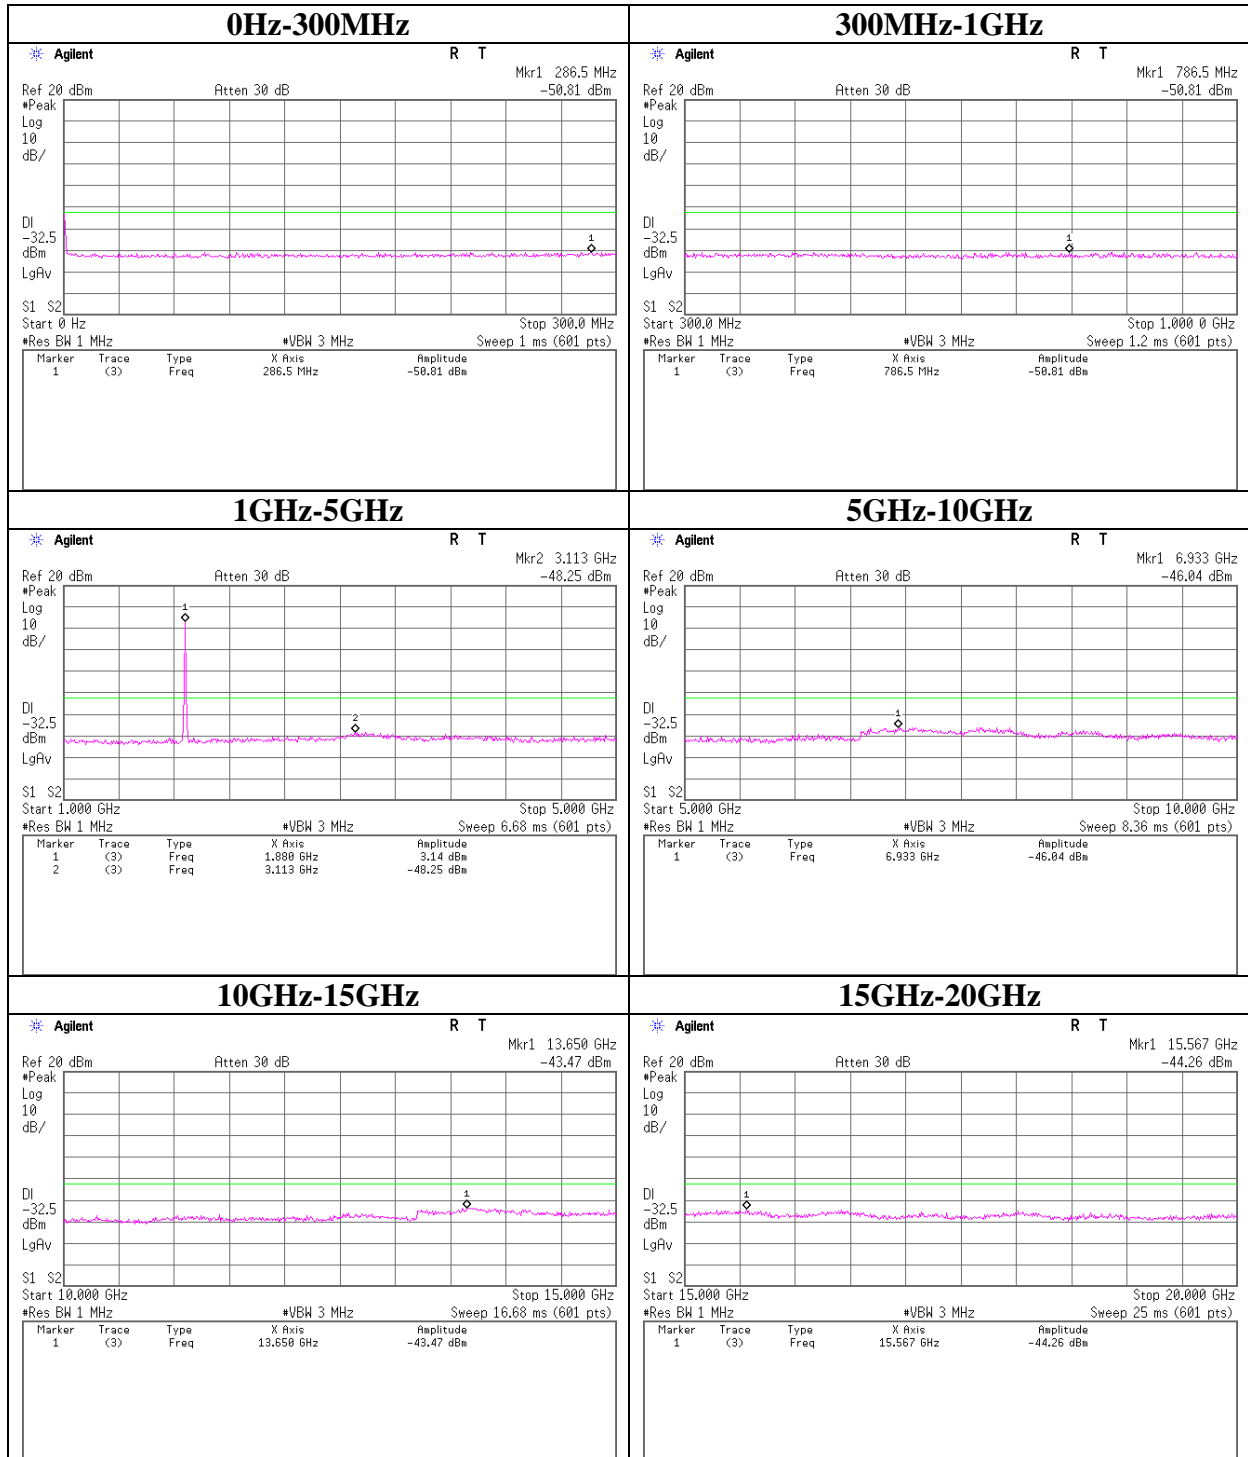 0Hz-300MHz
Agilent R T
Mkr1 286.5 MHz
Ref 20 dBm Atten 30 dB -50.81 dBm
#Peak
Log
10
dB/
1
DI
-32.5
dBm
LgAv
S1 S2
Start 0 Hz Stop 300.0 MHz
#Res BW 1 MHz #VBW 3 MHz Sweep 1 ms (601 pts)
Marker Trace Type X Axis Amplitude
1 (3) Freq 286.5 MHz -50.81 dBm
300MHz-1GHz
Agilent R T
Mkr1 786.5 MHz
Ref 20 dBm Atten 30 dB -50.81 dBm
#Peak
Log
10
dB/
1
DI
-32.5
dBm
LgAv
S1 S2
Start 300.0 MHz Stop 1.000 0 GHz
#Res BW 1 MHz #VBW 3 MHz Sweep 1.2 ms (601 pts)
Marker Trace Type X Axis Amplitude
1 (3) Freq 786.5 MHz -50.81 dBm
1GHz-5GHz
Agilent R T
Mkr2 3.113 GHz
Ref 20 dBm Atten 30 dB -48.25 dBm
#Peak
Log
10
dB/
1
2
DI
-32.5
dBm
LgAv
S1 S2
Start 1.000 GHz Stop 5.000 GHz
#Res BW 1 MHz #VBW 3 MHz Sweep 6.68 ms (601 pts)
Marker Trace Type X Axis Amplitude
1 (3) Freq 1.880 GHz 3.14 dBm
2 (3) Freq 3.113 GHz -48.25 dBm
5GHz-10GHz
Agilent R T
Mkr1 6.933 GHz
Ref 20 dBm Atten 30 dB -46.04 dBm
#Peak
Log
10
dB/
1
DI
-32.5
dBm
LgAv
S1 S2
Start 5.000 GHz Stop 10.000 GHz
#Res BW 1 MHz #VBW 3 MHz Sweep 8.36 ms (601 pts)
Marker Trace Type X Axis Amplitude
1 (3) Freq 6.933 GHz -46.04 dBm
10GHz-15GHz
Agilent R T
Mkr1 13.650 GHz
Ref 20 dBm Atten 30 dB -43.47 dBm
#Peak
Log
10
dB/
1
DI
-32.5
dBm
LgAv
S1 S2
Start 10.000 GHz Stop 15.000 GHz
#Res BW 1 MHz #VBW 3 MHz Sweep 16.68 ms (601 pts)
Marker Trace Type X Axis Amplitude
1 (3) Freq 13.650 GHz -43.47 dBm
15GHz-20GHz
Agilent R T
Mkr1 15.567 GHz
Ref 20 dBm Atten 30 dB -44.26 dBm
#Peak
Log
10
dB/
1
DI
-32.5
dBm
LgAv
S1 S2
Start 15.000 GHz Stop 20.000 GHz
#Res BW 1 MHz #VBW 3 MHz Sweep 25 ms (601 pts)
Marker Trace Type X Axis Amplitude
1 (3) Freq 15.567 GHz -44.26 dBm